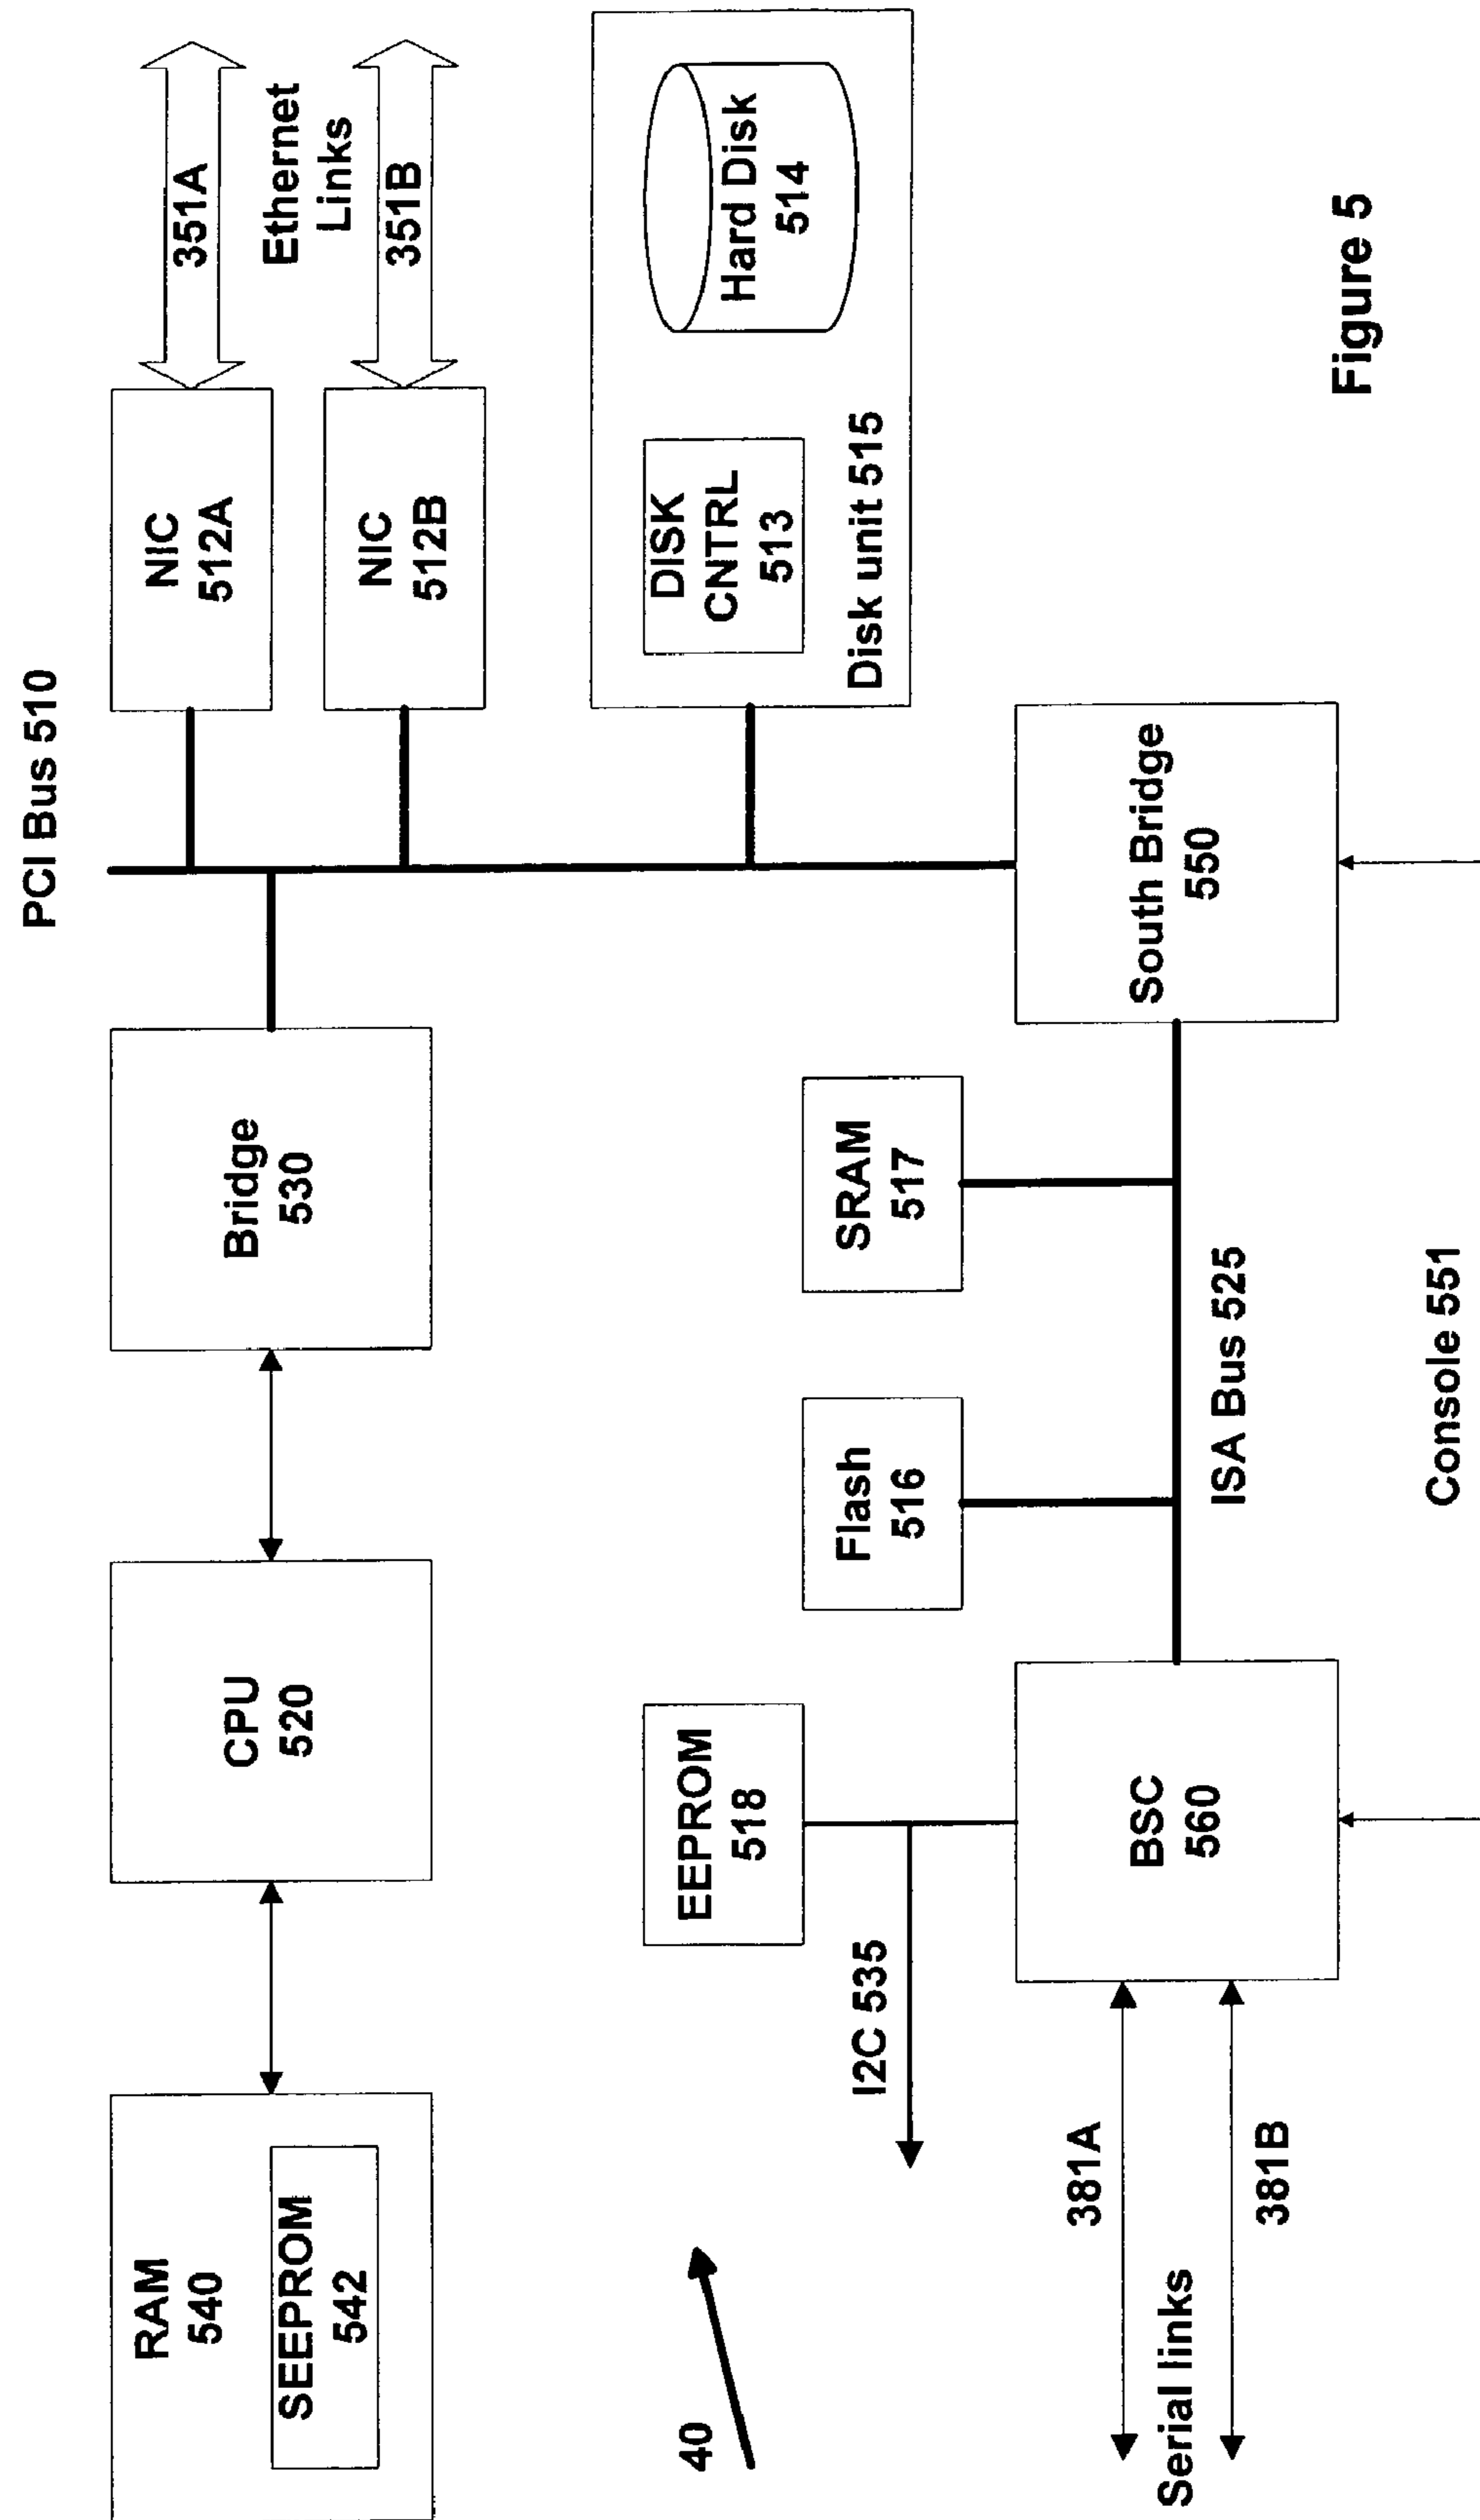 PCI Bus 510
RAM
540
SEEPROM
542
CPU
520
Bridge
530
NIC
512A
351A
Ethernet
Links
NIC
512B
351B
DISK
CNTRL
513
Hard Disk
514
Disk unit 515
40
EEPROM
518
I2C 535
Flash
516
SRAM
517
381A
Serial links
381B
BSC
560
ISA Bus 525
South Bridge
550
Console 551
Figure 5